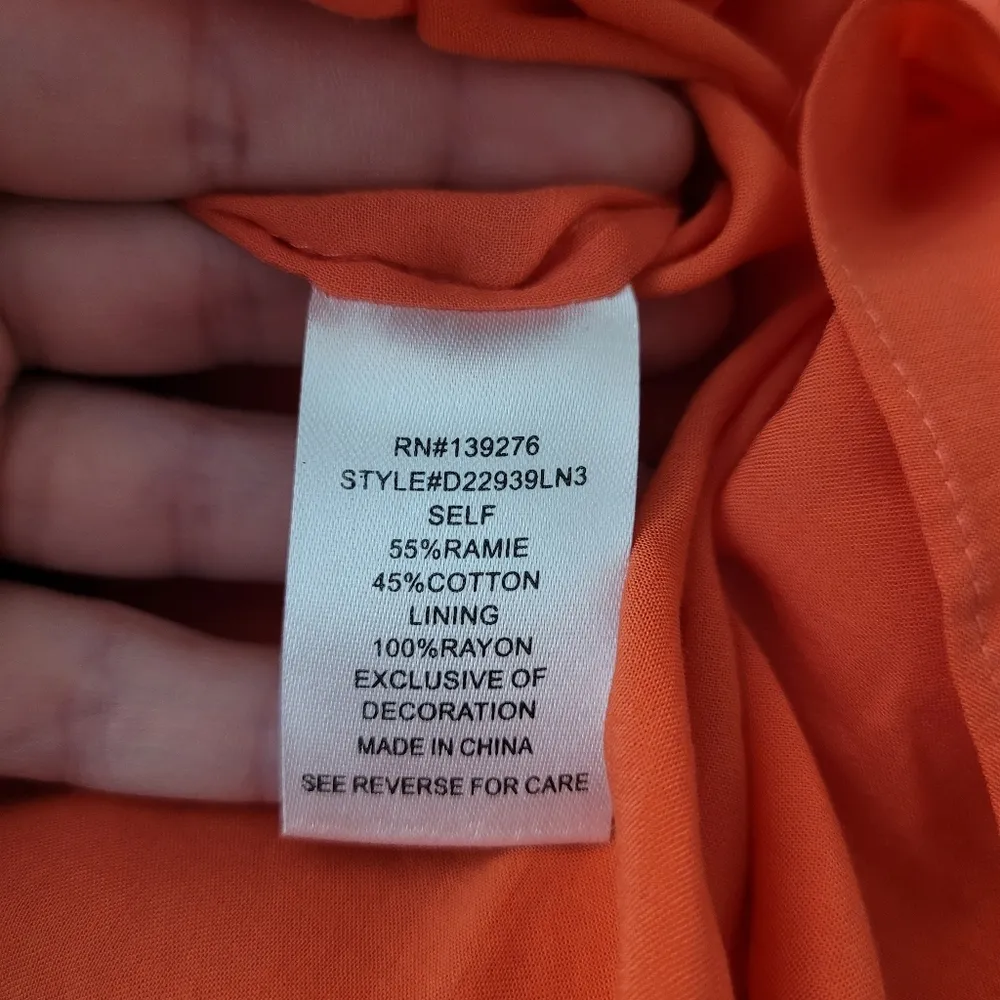 RN#139276
STYLE#D22939LN3
SELF
55%RAMIE
45%COTTON
LINING
100%RAYON
EXCLUSIVE OF
DECORATION
MADE IN CHINA
SEE REVERSE FOR CARE